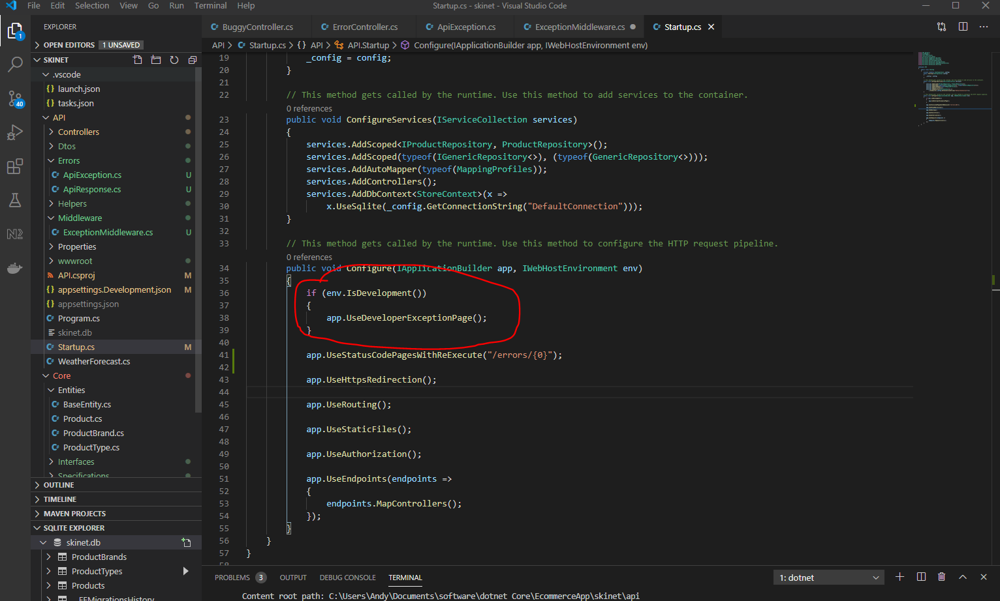 File Edit Selection View Go Run Terminal Help
Startup.cs - skinet - Visual Studio Code
EXPLORER
OPEN EDITORS 1 UNSAVED
SKINET
.vscode
{} launch.json
{} tasks.json
API
Controllers
Dtos
Errors
C# ApiException.cs U
C# ApiResponse.cs U
Helpers
Middleware
C# ExceptionMiddleware.cs U
Properties
wwwroot
API.csproj M
{} appsettings.Development.json M
{} appsettings.json
C# Program.cs
skinet.db
C# Startup.cs M
C# WeatherForecast.cs
Core
Entities
C# BaseEntity.cs
C# Product.cs
C# ProductBrand.cs
C# ProductType.cs
Interfaces
Specifications
OUTLINE
TIMELINE
MAVEN PROJECTS
SQLITE EXPLORER
skinet.db
ProductBrands
ProductTypes
Products
__EFMigrationsHistory
1
40
C# BuggyController.cs C# ErrorController.cs C# ApiException.cs C# ExceptionMiddleware.cs C# Startup.cs
API > C# Startup.cs > {} API > API.Startup > Configure(IApplicationBuilder app, IWebHostEnvironment env)
19 _config = config;
20 }
21
22 // This method gets called by the runtime. Use this method to add services to the container.
0 references
23 public void ConfigureServices(IServiceCollection services)
24 {
25 services.AddScoped<IProductRepository, ProductRepository>();
26 services.AddScoped(typeof(IGenericRepository<>), (typeof(GenericRepository<>)));
27 services.AddAutoMapper(typeof(MappingProfiles));
28 services.AddControllers();
29 services.AddDbContext<StoreContext>(x =>
30 x.UseSqlite(_config.GetConnectionString("DefaultConnection")));
31 }
32
33 // This method gets called by the runtime. Use this method to configure the HTTP request pipeline.
0 references
34 public void Configure(IApplicationBuilder app, IWebHostEnvironment env)
35 {
36 if (env.IsDevelopment())
37 {
38 app.UseDeveloperExceptionPage();
39 }
40
41 app.UseStatusCodePagesWithReExecute("/errors/{0}");
42
43 app.UseHttpsRedirection();
44
45 app.UseRouting();
46
47 app.UseStaticFiles();
48
49 app.UseAuthorization();
50
51 app.UseEndpoints(endpoints =>
52 {
53 endpoints.MapControllers();
54 });
55 }
56 }
57 }
58
PROBLEMS 3 OUTPUT DEBUG CONSOLE TERMINAL 1: dotnet
Content root path: C:\Users\Andy\Documents\software\dotnet Core\EcommerceApp\skinet\api